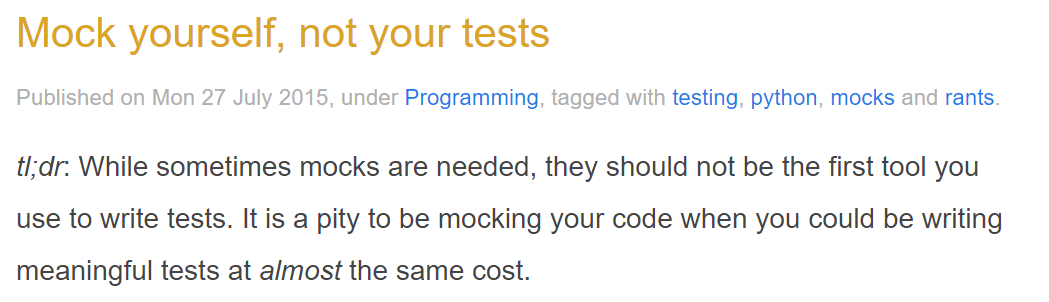 Mock yourself, not your tests
Published on Mon 27 July 2015, under Programming, tagged with testing, python, mocks and rants.
tl;dr: While sometimes mocks are needed, they should not be the first tool you
use to write tests. It is a pity to be mocking your code when you could be writing
meaningful tests at almost the same cost.